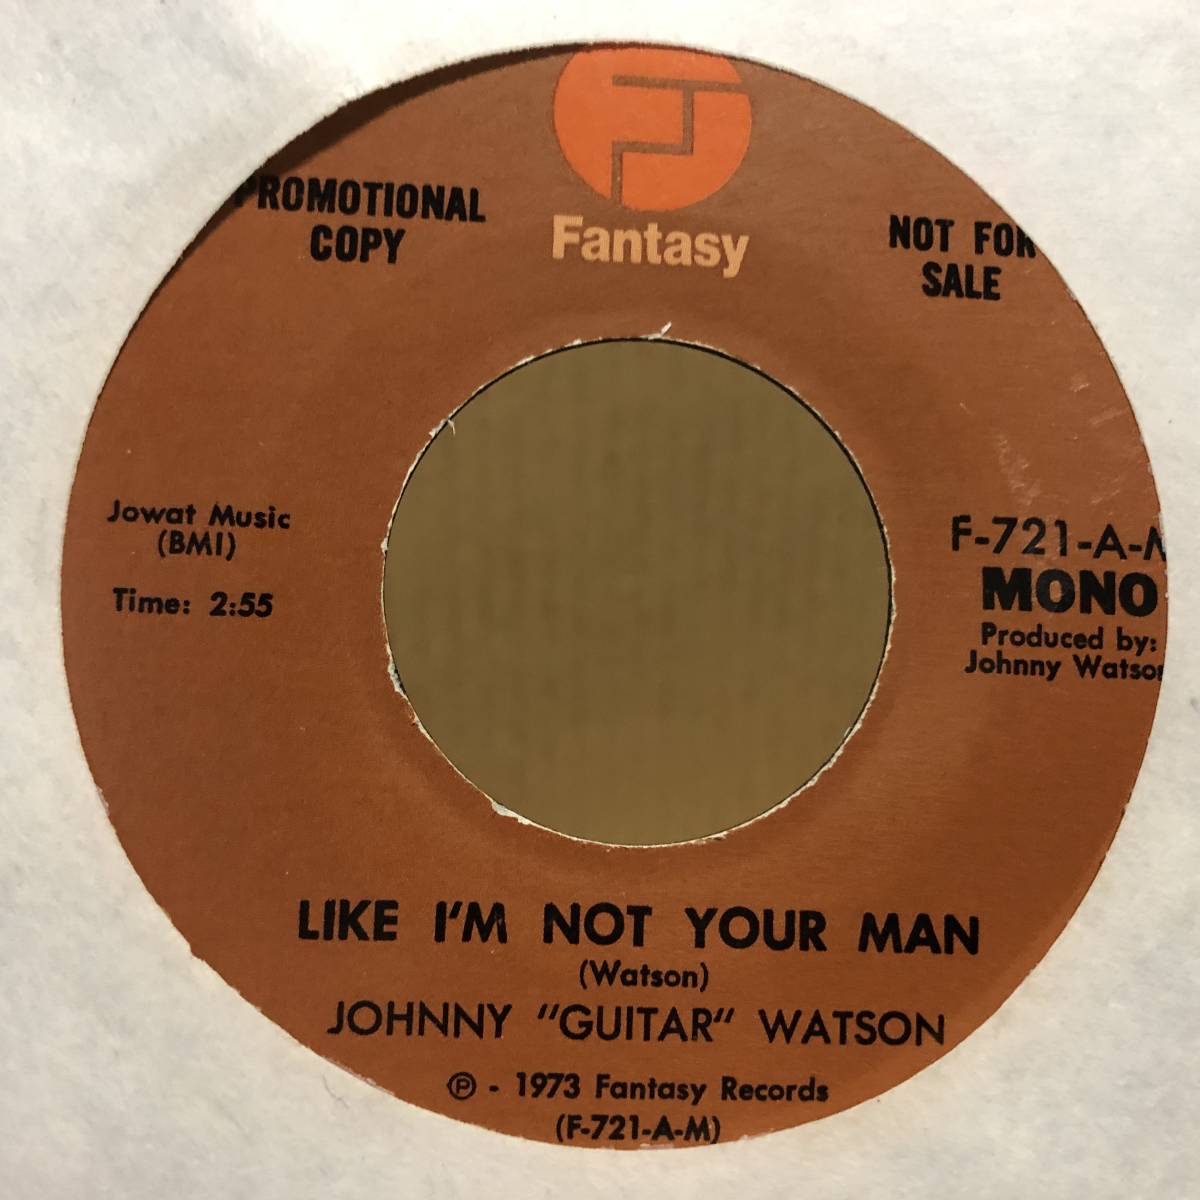 PROMOTIONAL
COPY
Fantasy
NOT FOR
SALE
Jowat Music
(BMI)
Time: 2:55
F-721-A-M
MONO
Produced by:
Johnny Watson
LIKE I'M NOT YOUR MAN
(Watson)
JOHNNY "GUITAR" WATSON
℗ - 1973 Fantasy Records
(F-721-A-M)